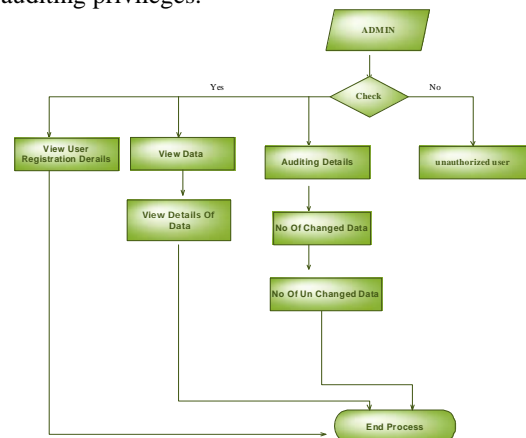 auditing privileges.
ADMIN
Check
Yes
No
View User
Registration Derails
View Data
Auditing Details
unauthorized user
View Details Of
Data
No Of Changed Data
No Of Un Changed Data
End Process